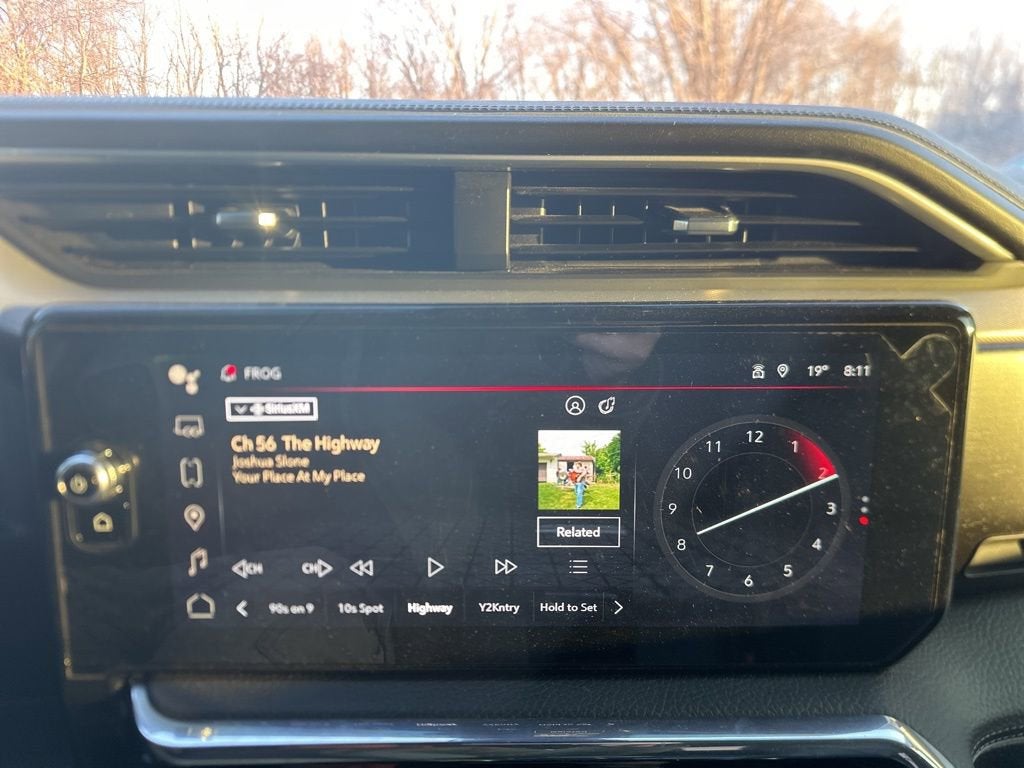 FROG
19° 8:11
SiriusXM
Ch 56 The Highway
Joshua Slone
Your Place At My Place
Related
CH CH
90s on 9 10s Spot Highway Y2Kntry Hold to Set
12
1
2
3
4
5
6
7
8
9
10
11